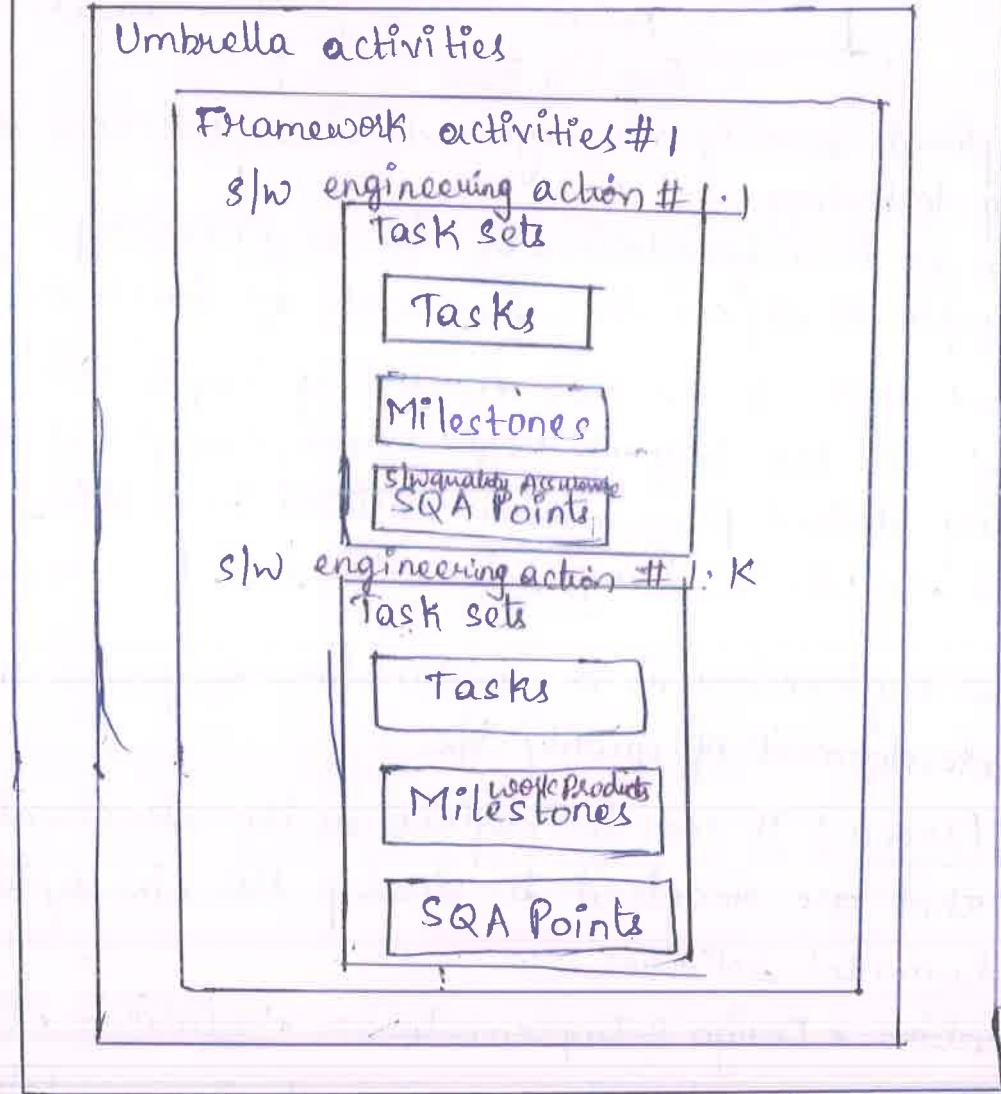 Umbrella activities
Framework activities #1
s/w engineering action # 1.1
Task sets
Tasks
Milestones
S/w quality Assurance
SQA Points
s/w engineering action # 1.K
Task sets
Tasks
Work Products
Milestones
SQA Points